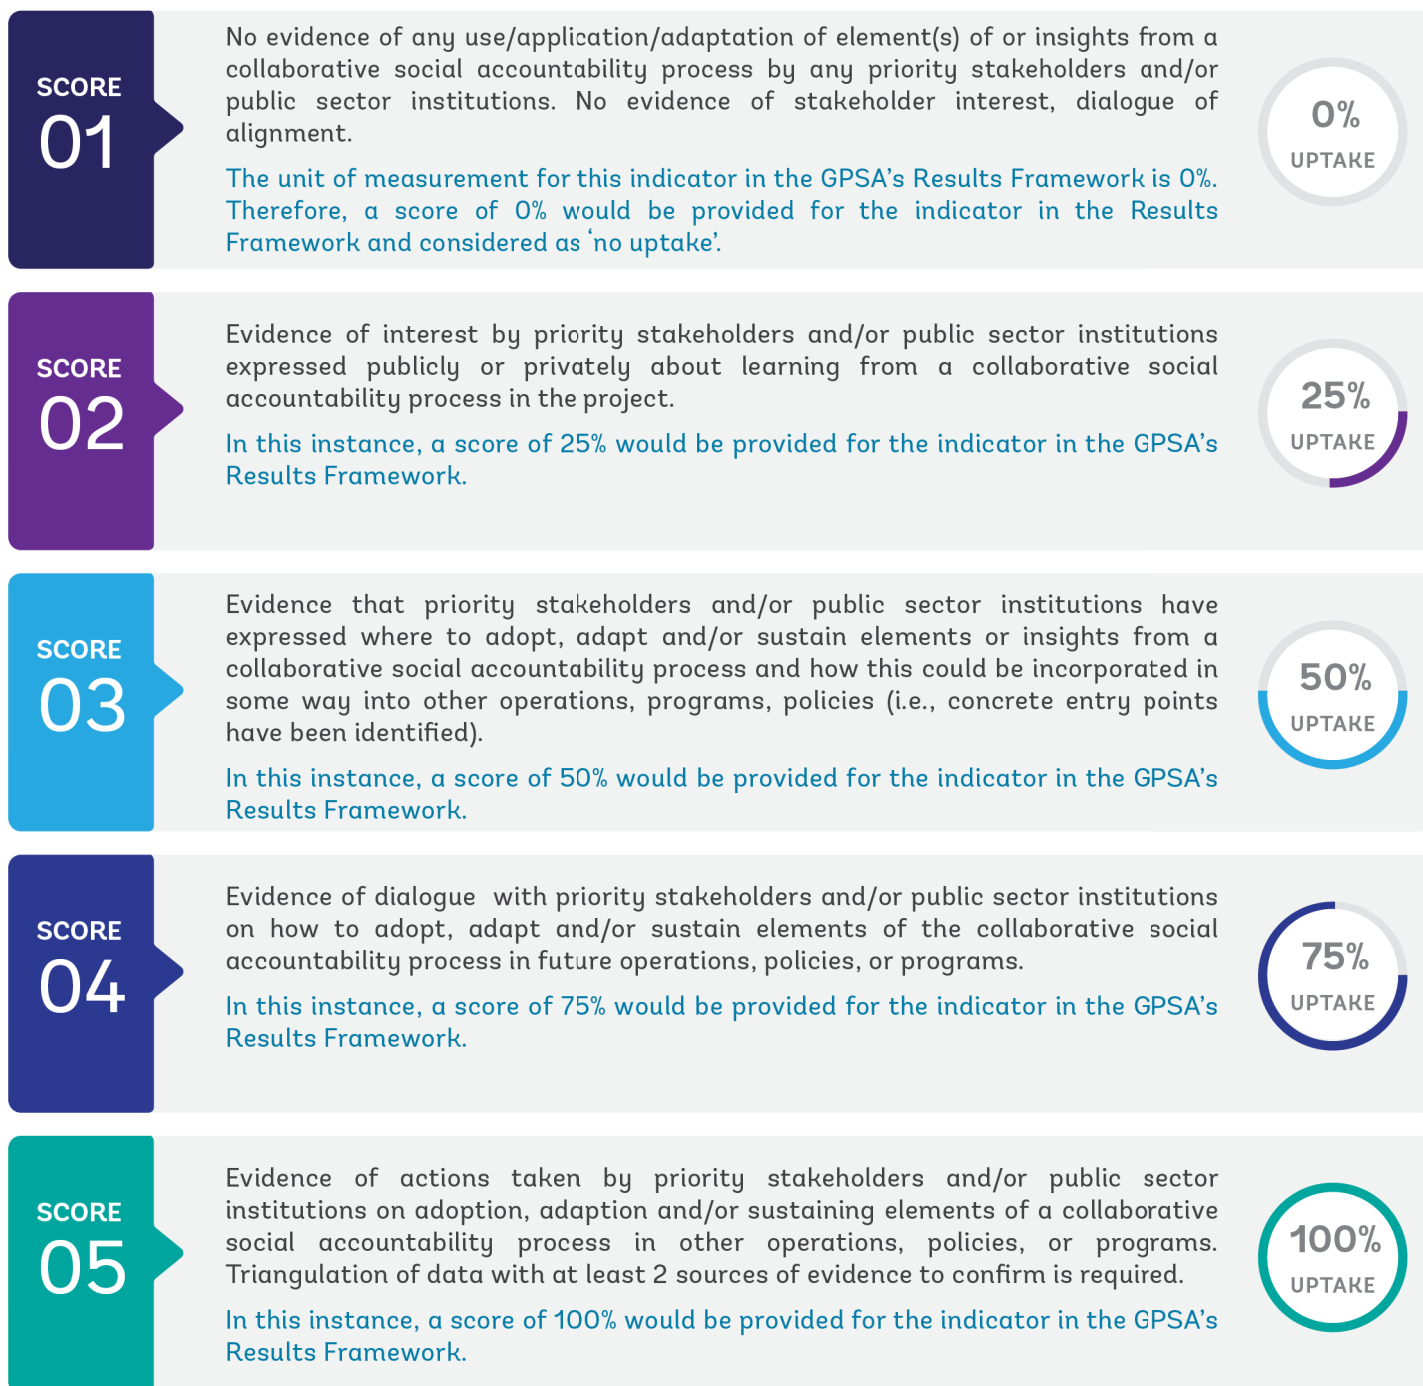 SCORE
01
No evidence of any use/application/adaptation of element(s) of or insights from a
collaborative social accountability process by any priority stakeholders and/or
public sector institutions. No evidence of stakeholder interest, dialogue of
alignment.
The unit of measurement for this indicator in the GPSA’s Results Framework is 0%.
Therefore, a score of 0% would be provided for the indicator in the Results
Framework and considered as ‘no uptake’.
0%
UPTAKE
SCORE
02
Evidence of interest by priority stakeholders and/or public sector institutions
expressed publicly or privately about learning from a collaborative social
accountability process in the project.
In this instance, a score of 25% would be provided for the indicator in the GPSA’s
Results Framework.
25%
UPTAKE
SCORE
03
Evidence that priority stakeholders and/or public sector institutions have
expressed where to adopt, adapt and/or sustain elements or insights from a
collaborative social accountability process and how this could be incorporated in
some way into other operations, programs, policies (i.e., concrete entry points
have been identified).
In this instance, a score of 50% would be provided for the indicator in the GPSA’s
Results Framework.
50%
UPTAKE
SCORE
04
Evidence of dialogue with priority stakeholders and/or public sector institutions
on how to adopt, adapt and/or sustain elements of the collaborative social
accountability process in future operations, policies, or programs.
In this instance, a score of 75% would be provided for the indicator in the GPSA’s
Results Framework.
75%
UPTAKE
SCORE
05
Evidence of actions taken by priority stakeholders and/or public sector
institutions on adoption, adaption and/or sustaining elements of a collaborative
social accountability process in other operations, policies, or programs.
Triangulation of data with at least 2 sources of evidence to confirm is required.
In this instance, a score of 100% would be provided for the indicator in the GPSA’s
Results Framework.
100%
UPTAKE